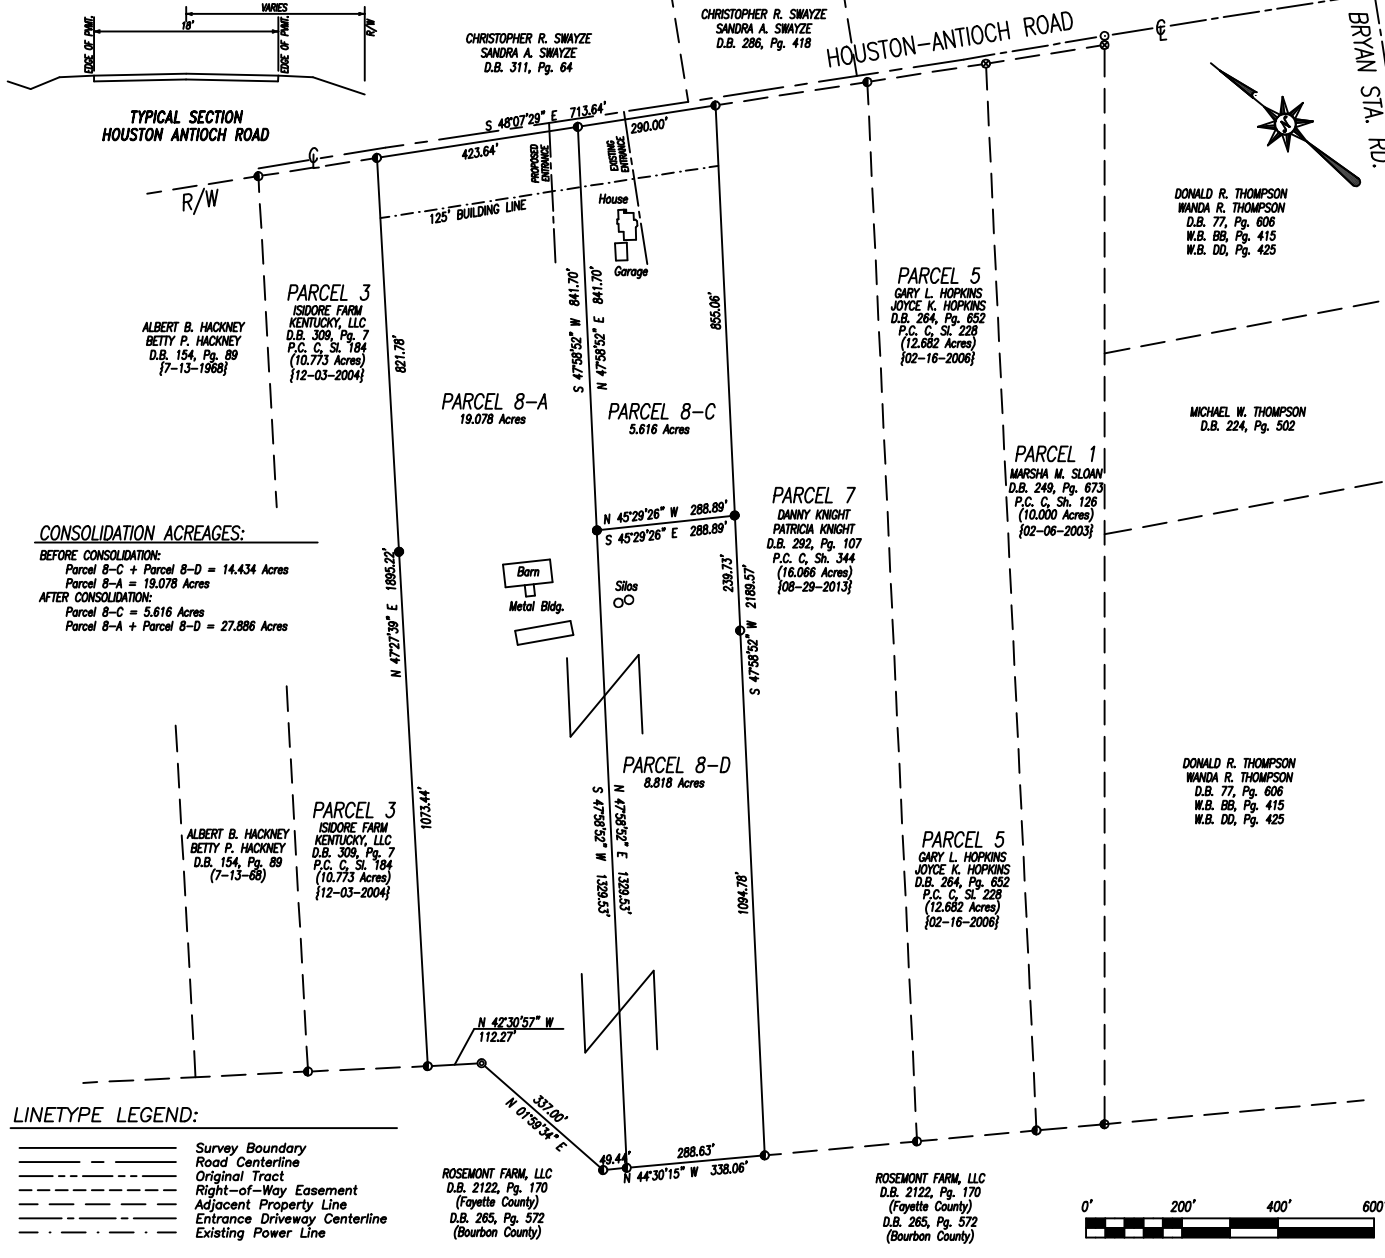 VARIES
18'
EDGE OF PVMT.
EDGE OF PVMT.
R/W
TYPICAL SECTION
HOUSTON ANTIOCH ROAD
CHRISTOPHER R. SWAYZE
SANDRA A. SWAYZE
D.B. 311, Pg. 64
CHRISTOPHER R. SWAYZE
SANDRA A. SWAYZE
D.B. 286, Pg. 418
HOUSTON-ANTIOCH ROAD
BRYAN STA. RD.
S 48°07'29" E 713.64'
423.64'
290.00'
R/W
PROPOSED
ENTRANCE
EXISTING
ENTRANCE
125' BUILDING LINE
House
Garage
DONALD R. THOMPSON
WANDA R. THOMPSON
D.B. 77, Pg. 606
W.B. BB, Pg. 415
W.B. DD, Pg. 425
ALBERT B. HACKNEY
BETTY P. HACKNEY
D.B. 154, Pg. 89
{7-13-1968}
PARCEL 3
ISIDORE FARM
KENTUCKY, LLC
D.B. 309, Pg. 7
P.C. C, Sl. 184
(10.773 Acres)
{12-03-2004}
821.78'
PARCEL 8-A
19.078 Acres
S 47°58'52" W 841.70'
N 47°58'52" E 841.70'
PARCEL 8-C
5.616 Acres
855.06'
PARCEL 5
GARY L. HOPKINS
JOYCE K. HOPKINS
D.B. 264, Pg. 652
P.C. C, Sl. 228
(12.682 Acres)
{02-16-2006}
MICHAEL W. THOMPSON
D.B. 224, Pg. 502
PARCEL 1
MARSHA M. SLOAN
D.B. 249, Pg. 673
P.C. C, Sh. 126
(10.000 Acres)
{02-06-2003}
PARCEL 7
DANNY KNIGHT
PATRICIA KNIGHT
D.B. 292, Pg. 107
P.C. C, Sh. 344
(16.066 Acres)
{08-29-2013}
N 45°29'26" W 288.89'
S 45°29'26" E 288.89'
CONSOLIDATION ACREAGES:
BEFORE CONSOLIDATION:
Parcel 8-C + Parcel 8-D = 14.434 Acres
Parcel 8-A = 19.078 Acres
AFTER CONSOLIDATION:
Parcel 8-C = 5.616 Acres
Parcel 8-A + Parcel 8-D = 27.886 Acres
N 47°27'39" E 1895.22'
Barn
Metal Bldg.
Silos
239.73'
S 47°58'52" W 2189.57'
PARCEL 8-D
8.818 Acres
S 47°58'52" W 1329.53'
N 47°58'52" E 1329.53'
1073.44'
1094.78'
DONALD R. THOMPSON
WANDA R. THOMPSON
D.B. 77, Pg. 606
W.B. BB, Pg. 415
W.B. DD, Pg. 425
ALBERT B. HACKNEY
BETTY P. HACKNEY
D.B. 154, Pg. 89
(7-13-68)
PARCEL 3
ISIDORE FARM
KENTUCKY, LLC
D.B. 309, Pg. 7
P.C. C, Sl. 184
(10.773 Acres)
{12-03-2004}
PARCEL 5
GARY L. HOPKINS
JOYCE K. HOPKINS
D.B. 264, Pg. 652
P.C. C, Sl. 228
(12.682 Acres)
{02-16-2006}
N 42°30'57" W
112.27'
337.00'
N 01°59'34" E
49.44'
288.63'
N 44°30'15" W 338.06'
LINETYPE LEGEND:
Survey Boundary
Road Centerline
Original Tract
Right-of-Way Easement
Adjacent Property Line
Entrance Driveway Centerline
Existing Power Line
ROSEMONT FARM, LLC
D.B. 2122, Pg. 170
(Fayette County)
D.B. 265, Pg. 572
(Bourbon County)
ROSEMONT FARM, LLC
D.B. 2122, Pg. 170
(Fayette County)
D.B. 265, Pg. 572
(Bourbon County)
0' 200' 400' 600'